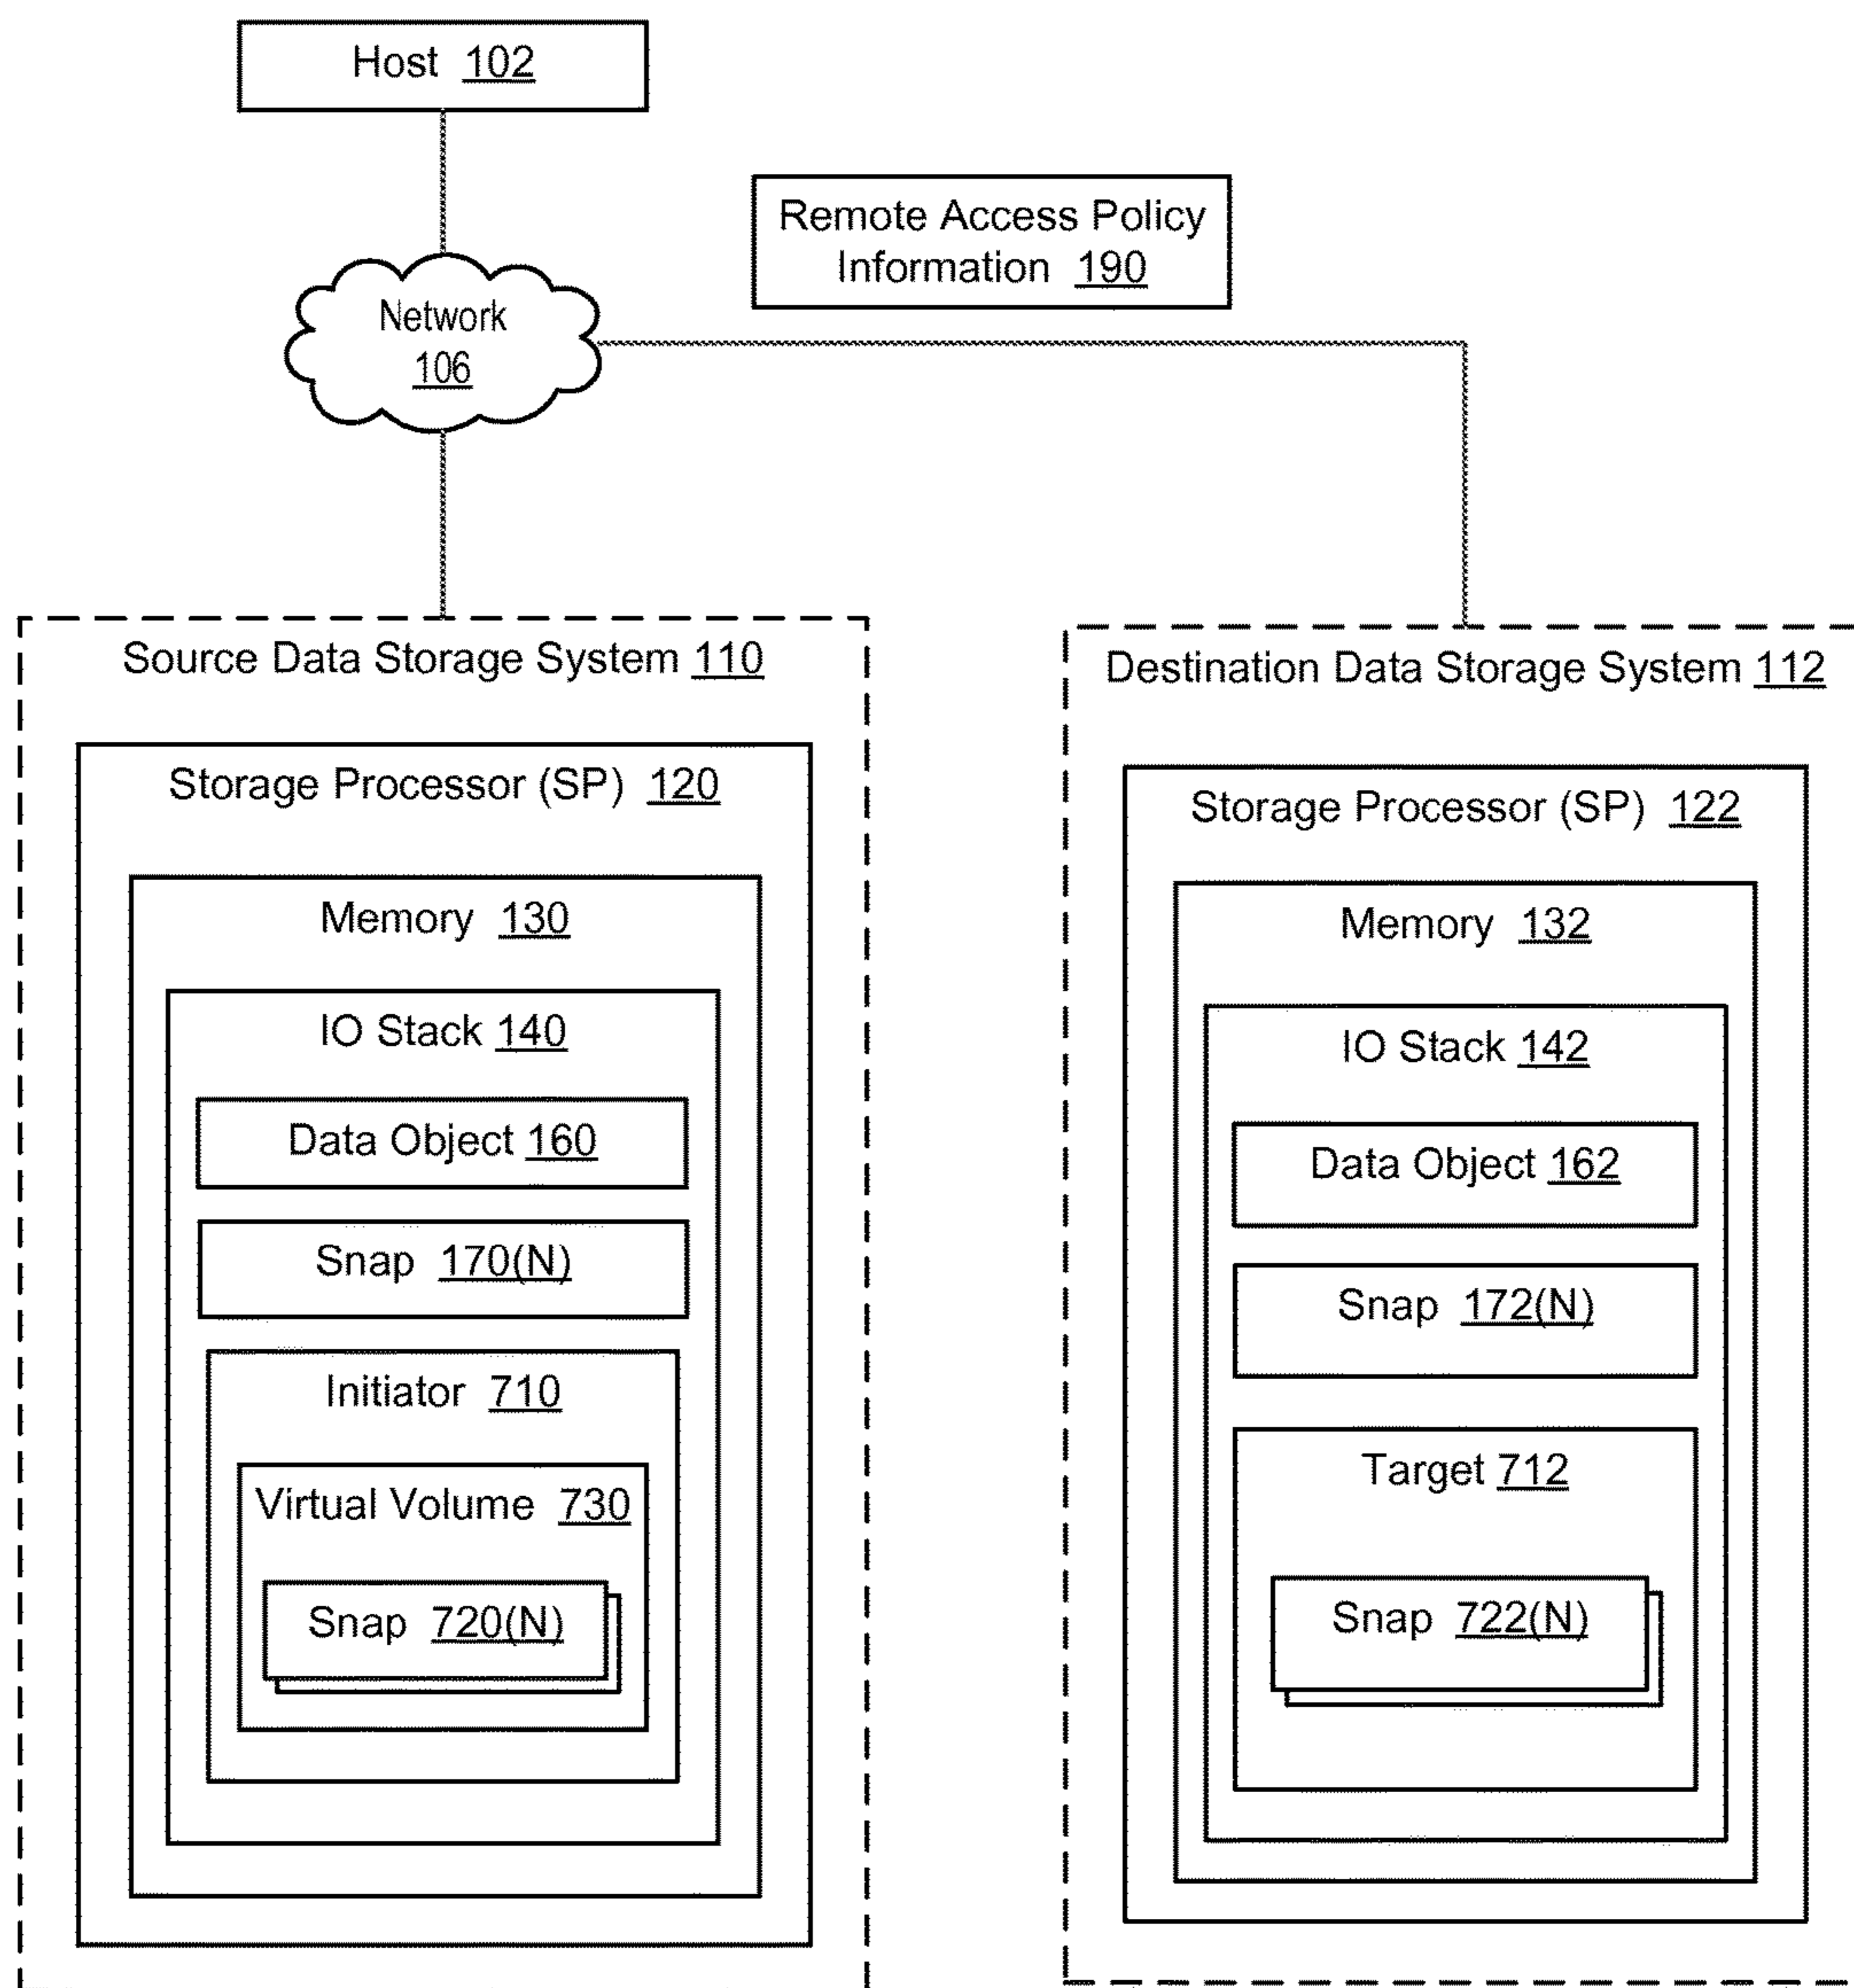 Host 102
Remote Access Policy
Information 190
Network
106
Source Data Storage System 110
Storage Processor (SP) 120
Memory 130
IO Stack 140
Data Object 160
Snap 170(N)
Initiator 710
Virtual Volume 730
Snap 720(N)
Destination Data Storage System 112
Storage Processor (SP) 122
Memory 132
IO Stack 142
Data Object 162
Snap 172(N)
Target 712
Snap 722(N)